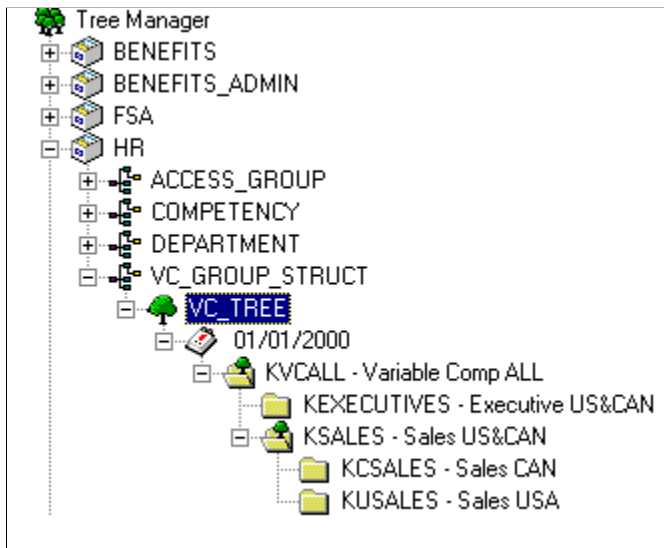 Tree Manager
BENEFITS
BENEFITS_ADMIN
FSA
HR
ACCESS_GROUP
COMPETENCY
DEPARTMENT
VC_GROUP_STRUCT
VC_TREE
01/01/2000
KVCALL - Variable Comp ALL
KEXECUTIVES - Executive US&CAN
KSALES - Sales US&CAN
KCSALES - Sales CAN
KUSALES - Sales USA